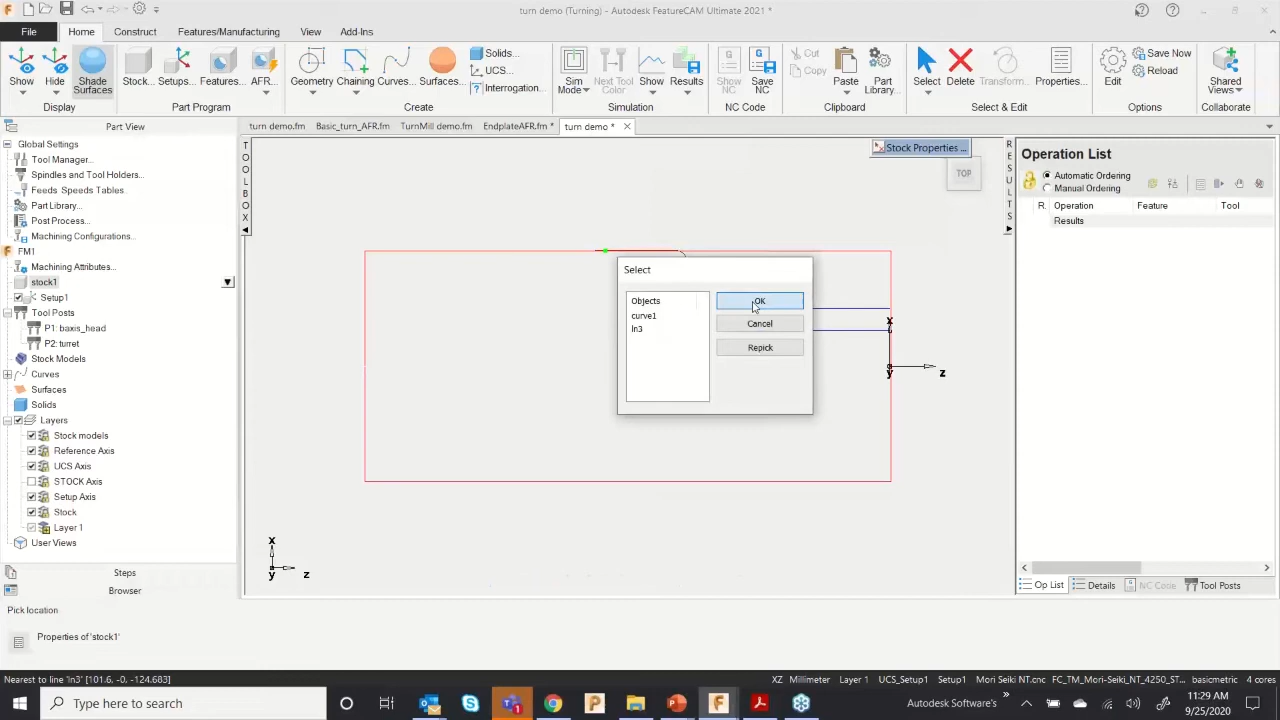 turn demo (Turning) - Autodesk FeatureCAM Ultimate 2021 *
File Home Construct Features/Manufacturing View Add-Ins
Show Hide Shade Surfaces Stock... Setups... Features... AFR... Geometry Chaining Curves... Surfaces... Solids... UCS... Interrogation... Sim Mode Next Tool Color Show Results Show NC Save NC Cut Copy Paste Part Library... Select Delete Transform... Properties... Edit Save Now Reload Shared Views
Display Part Program Create Simulation NC Code Clipboard Select & Edit Options Collaborate
Part View
turn demo.fm Basic_turn_AFR.fm TurnMill demo.fm EndplateAFR.fm * turn demo *
Global Settings
Tool Manager...
Spindles and Tool Holders...
Feeds Speeds Tables...
Part Library...
Post Process...
Machining Configurations...
FM1
Machining Attributes...
stock1
Setup1
Tool Posts
P1: baxis_head
P2: turret
Stock Models
Curves
Surfaces
Solids
Layers
Stock models
Reference Axis
UCS Axis
STOCK Axis
Setup Axis
Stock
Layer 1
User Views
Steps
Browser
TOOLBOX
Stock Properties ...
TOP
Select
Objects
curve1
ln3
OK
Cancel
Repick
x
y z
x
y z
RESULTS
Operation List
Automatic Ordering
Manual Ordering
R. Operation Feature Tool
Results
Op List Details NC Code Tool Posts
Pick location
Properties of 'stock1'
Nearest to line 'ln3' [101.6, -0, -124.683] XZ Millimeter Layer 1 UCS_Setup1 Setup1 Mori Seiki NT_4250_ST... FC_TM_Mori-Seiki_NT_4250_ST... basicmetric 4 cores
Type here to search
Autodesk Software's
11:29 AM
9/25/2020